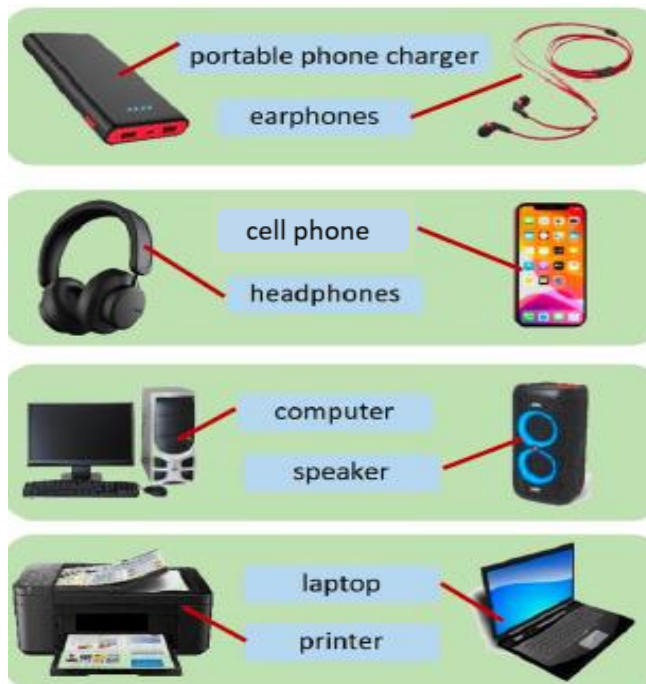 portable phone charger
earphones
cell phone
headphones
computer
speaker
laptop
printer